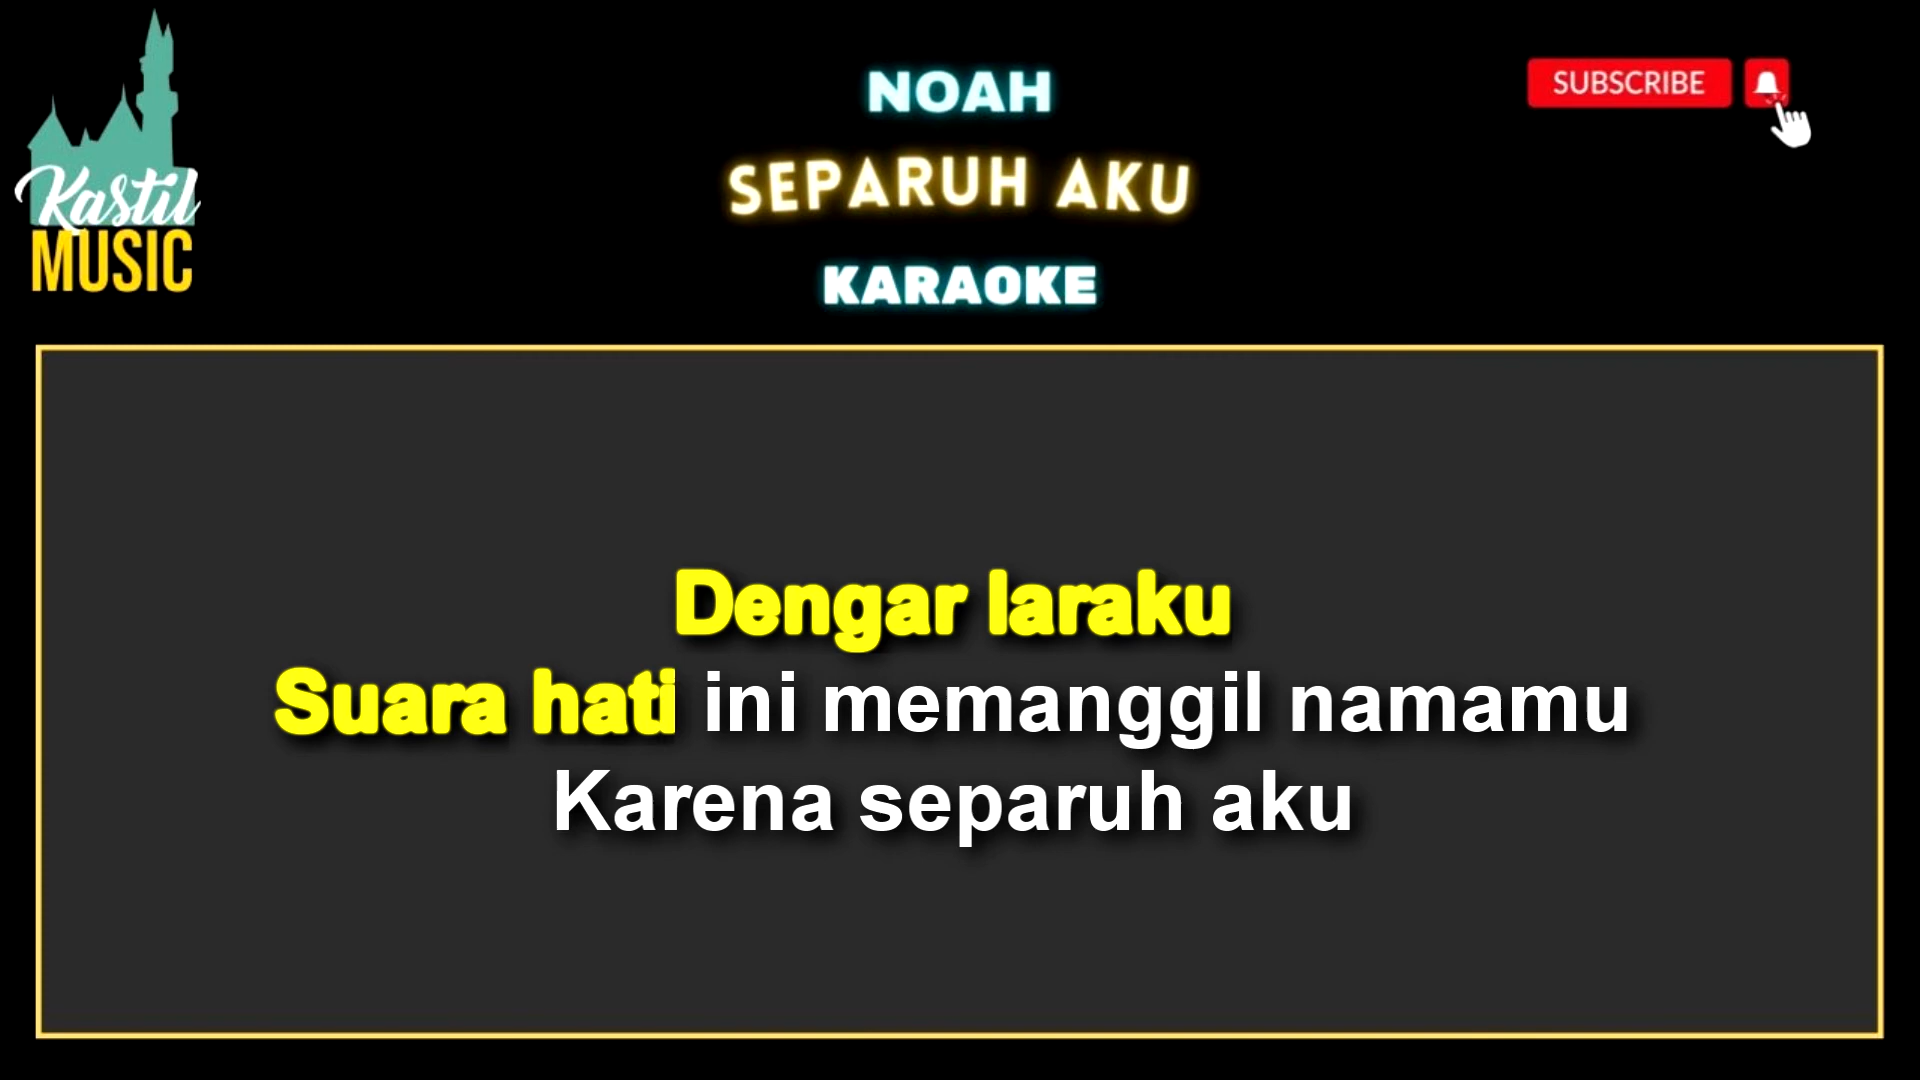 NOAH
SUBSCRIBE
SEPARUH AKU
Kastil
MUSIC
KARAOKE
Dengar laraku
Suara hati ini memanggil namamu
Karena separuh aku